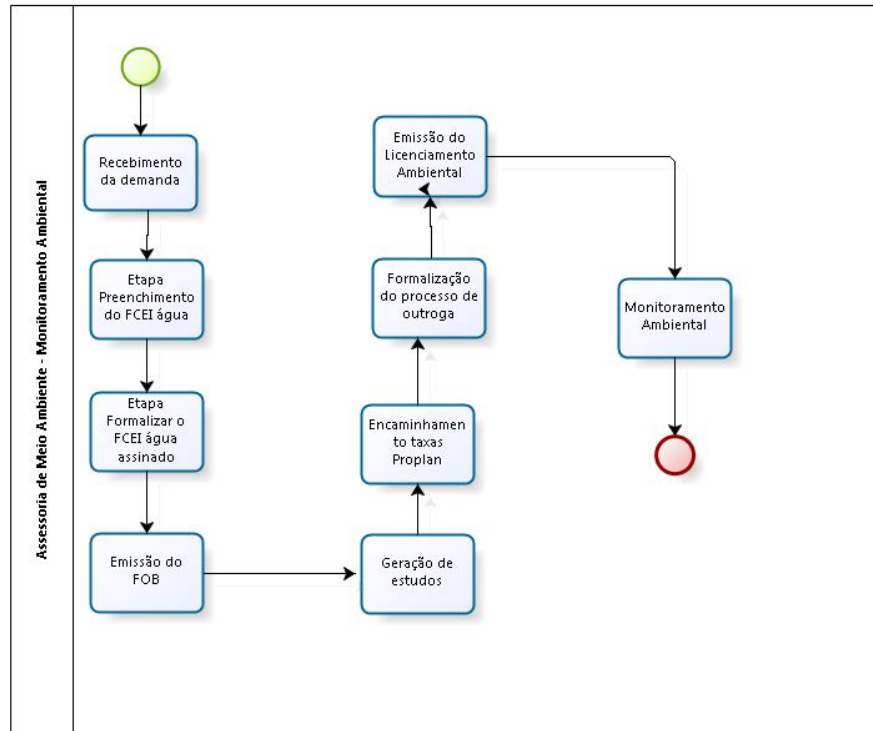 Assessoria de Meio Ambiente - Monitoramento Ambiental
Recebimento
da demanda
Etapa
Preenchimento
do FCEI água
Etapa
Formalizar o
FCEI água
assinado
Emissão do
FOB
Geração de
estudos
Encaminhame
nto taxas
Proplan
Formalização
do processo de
outroga
Emissão do
Licenciamento
Ambiental
Monitoramento
Ambiental